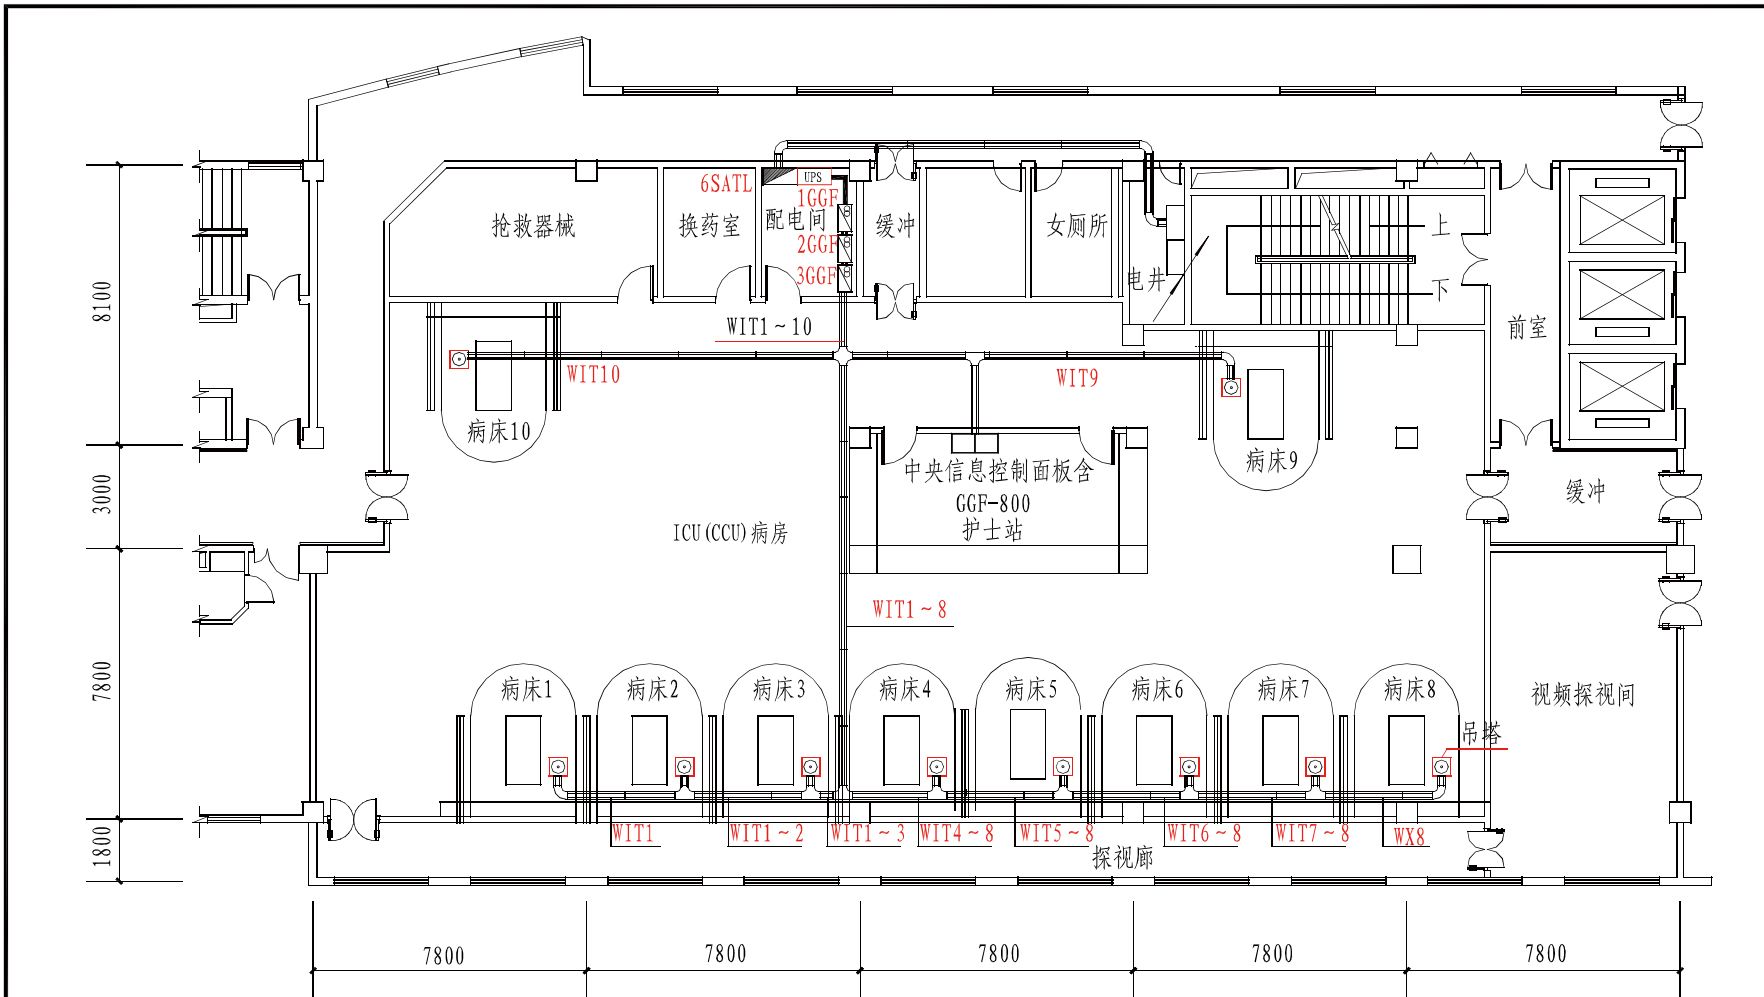 6SATL
UPS
1GGF
抢救器械
换药室
配电间
缓冲
女厕所
上
2GGF
3GGF
电井
下
8100
WIT1～10
前室
WIT10
WIT9
病床10
病床9
中央信息控制面板含
GGF-800
护士站
3000
缓冲
ICU(CCU)病房
WIT1～8
7800
病床1
病床2
病床3
病床4
病床5
病床6
病床7
病床8
视频探视间
吊塔
1800
WIT1
WIT1～2
WIT1～3
WIT4～8
WIT5～8
WIT6～8
WIT7～8
WX8
探视廊
7800
7800
7800
7800
7800